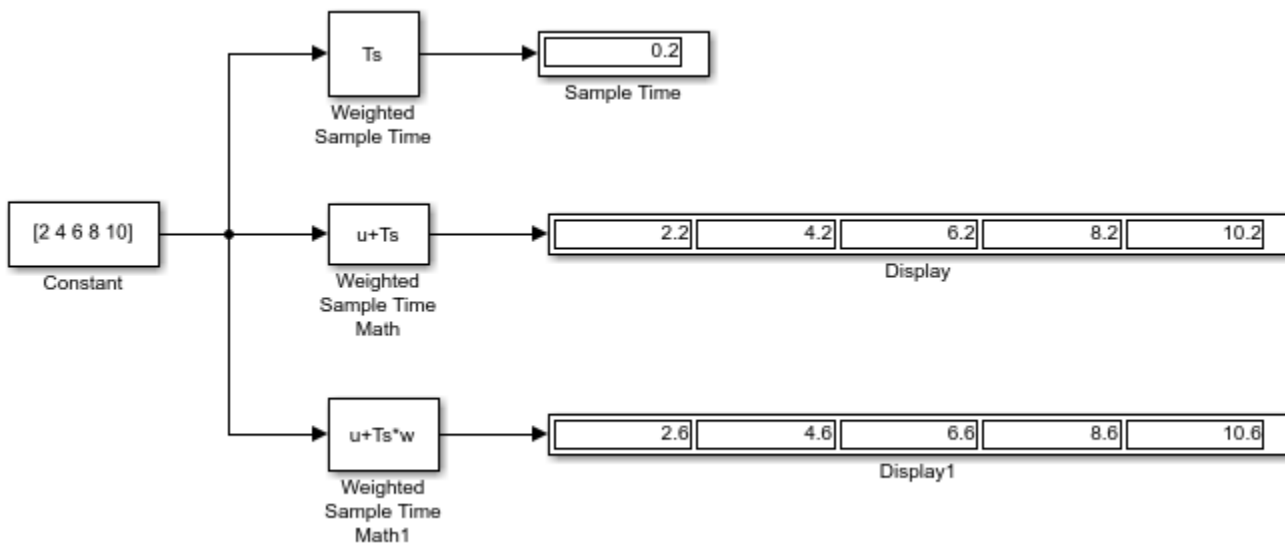 Ts
0.2
Weighted
Sample Time
Sample Time
[2 4 6 8 10]
Constant
u+Ts
2.2 4.2 6.2 8.2 10.2
Weighted
Sample Time
Math
Display
u+Ts*w
2.6 4.6 6.6 8.6 10.6
Weighted
Sample Time
Math1
Display1